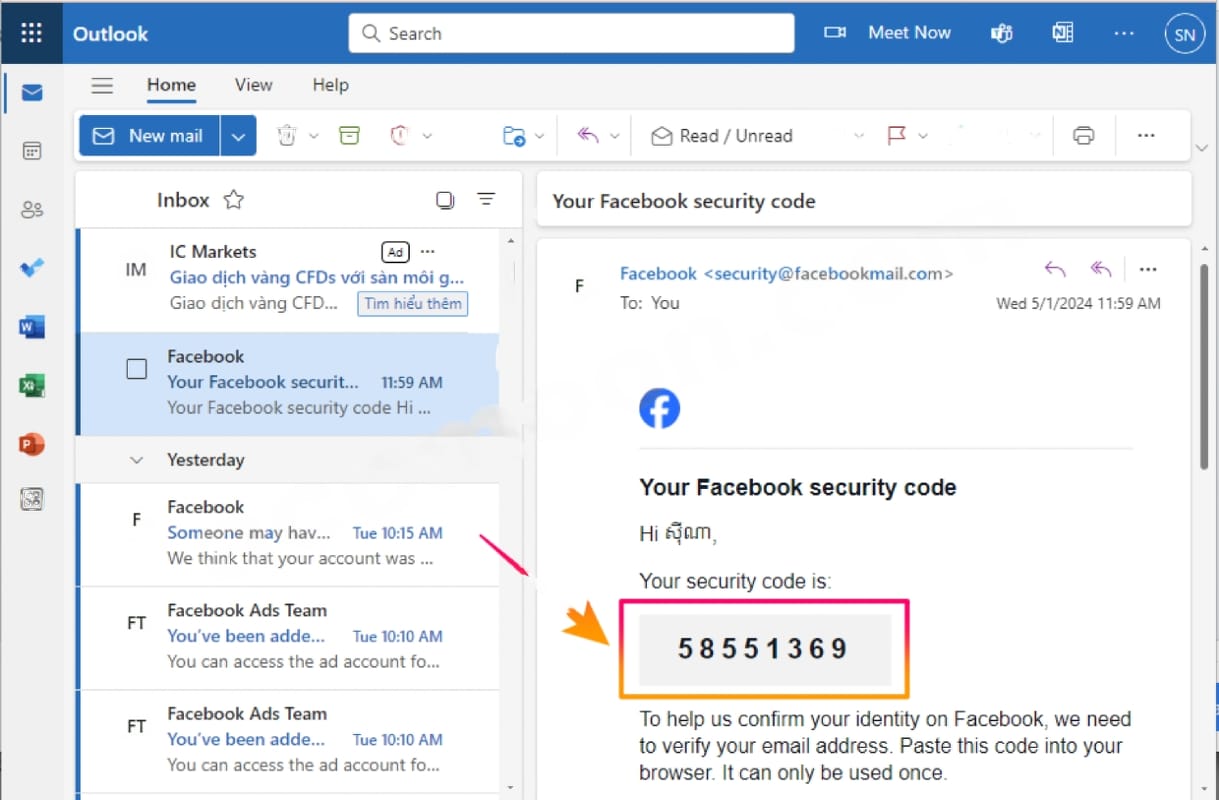 Outlook
Search
Meet Now
SN
Home View Help
New mail
Read / Unread
Inbox
IM
IC Markets Ad
Giao dịch vàng CFDs với sàn môi g...
Giao dịch vàng CFD... Tìm hiểu thêm
Facebook
Your Facebook securit... 11:59 AM
Your Facebook security code Hi ...
Yesterday
F
Facebook
Someone may hav... Tue 10:15 AM
We think that your account was ...
FT
Facebook Ads Team
You've been adde... Tue 10:10 AM
You can access the ad account fo...
FT
Facebook Ads Team
You've been adde... Tue 10:10 AM
You can access the ad account fo...
Your Facebook security code
F
Facebook <security@facebookmail.com>
To: You
Wed 5/1/2024 11:59 AM
Your Facebook security code
Hi ស៊ីណា,
Your security code is:
58551369
To help us confirm your identity on Facebook, we need
to verify your email address. Paste this code into your
browser. It can only be used once.